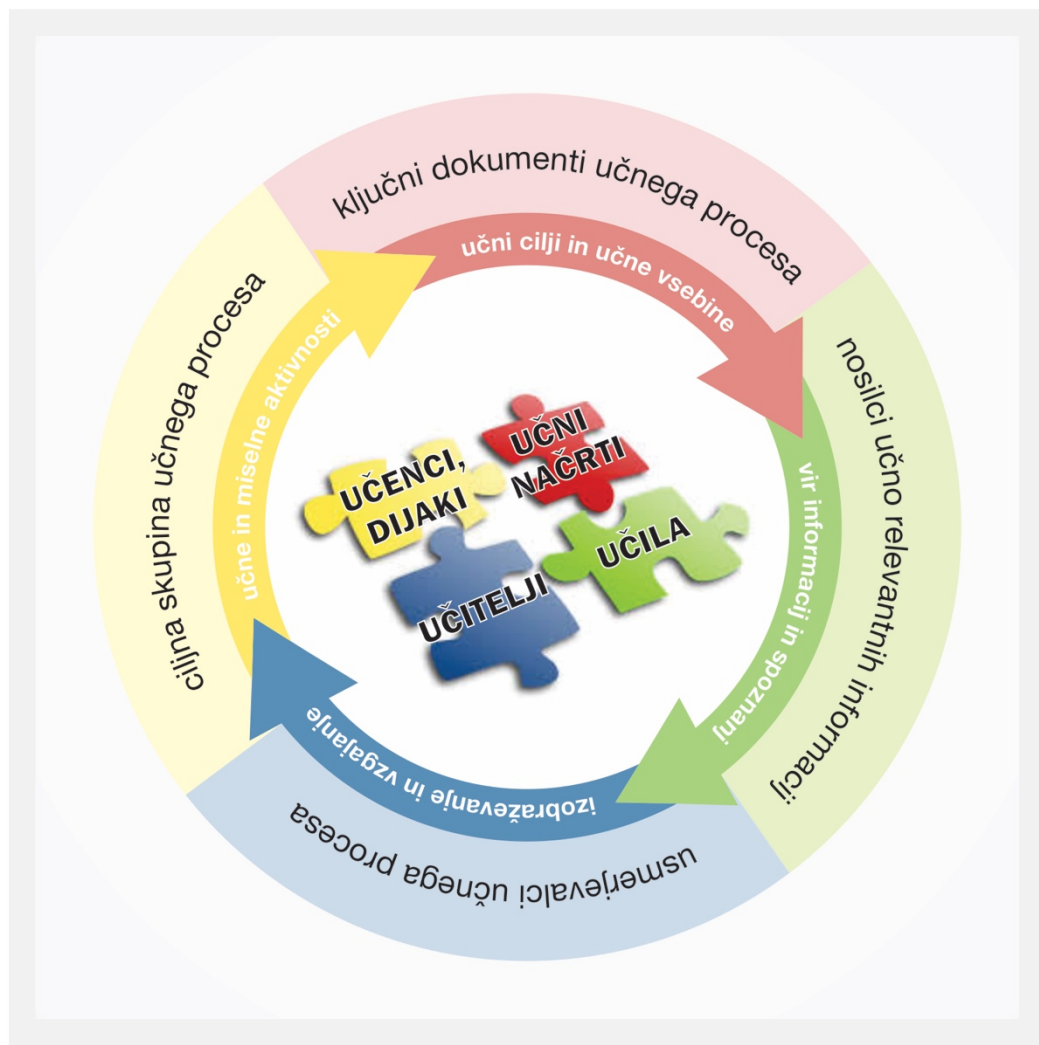 ključni dokumenti učnega procesa
učni cilji in učne vsebine
nosilci učno relevantnih informacij
vir informacij in spoznanj
usmerjevalci učnega procesa
izobraževanje in vzgajanje
ciljna skupina učnega procesa
učne in miselne aktivnosti
UČENCI,
DIJAKI
UČNI
NAČRTI
UČITELJI
UČILA